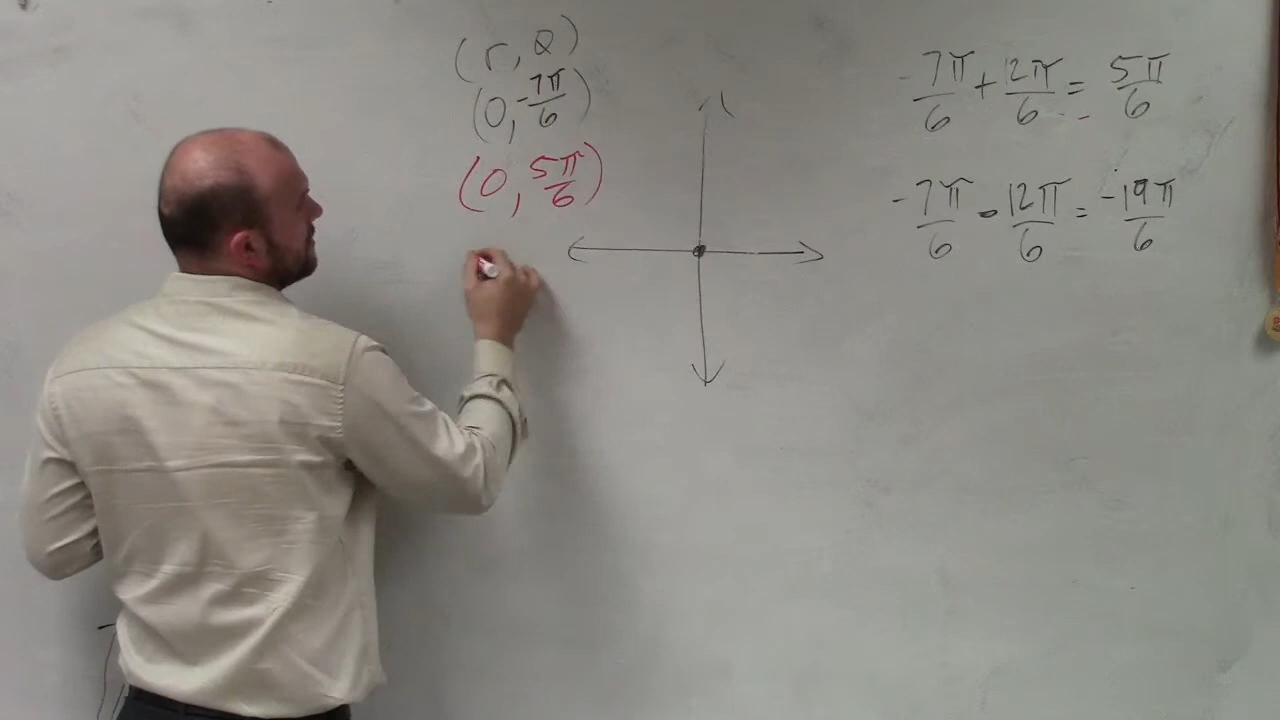 (r, θ)
(0, -7π/6)
(0, 5π/6)
-7π/6 + 12π/6 = 5π/6
-7π/6 - 12π/6 = -19π/6